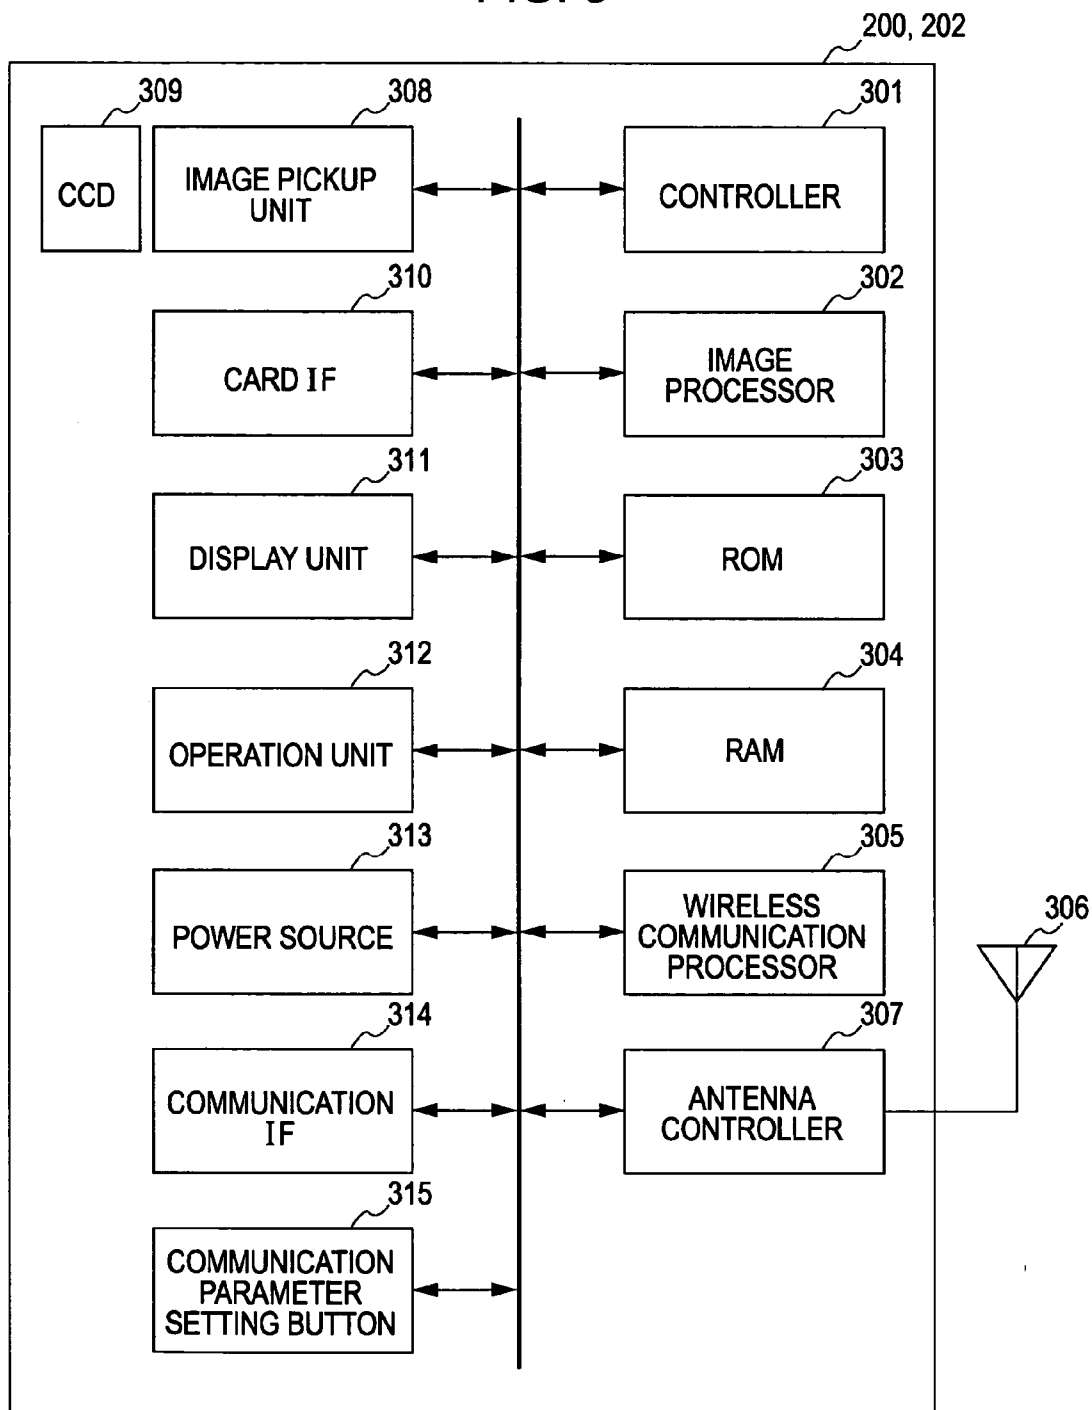 200, 202
309
308
301
CCD
IMAGE PICKUP
UNIT
CONTROLLER
310
302
CARD IF
IMAGE
PROCESSOR
311
303
DISPLAY UNIT
ROM
312
304
OPERATION UNIT
RAM
313
305
POWER SOURCE
WIRELESS
COMMUNICATION
PROCESSOR
306
314
307
COMMUNICATION
IF
ANTENNA
CONTROLLER
315
COMMUNICATION
PARAMETER
SETTING BUTTON